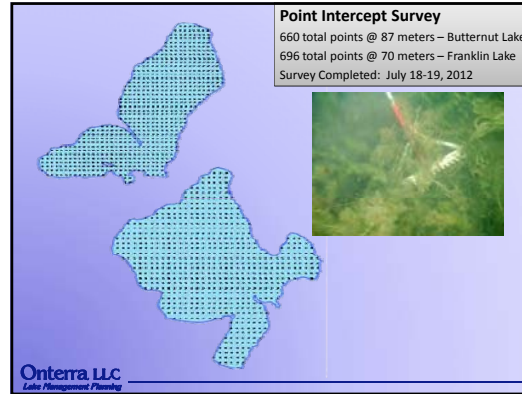 Point Intercept Survey
660 total points @ 87 meters – Butternut Lake
696 total points @ 70 meters – Franklin Lake
Survey Completed: July 18-19, 2012
Onterra LLC
Lake Management Planning